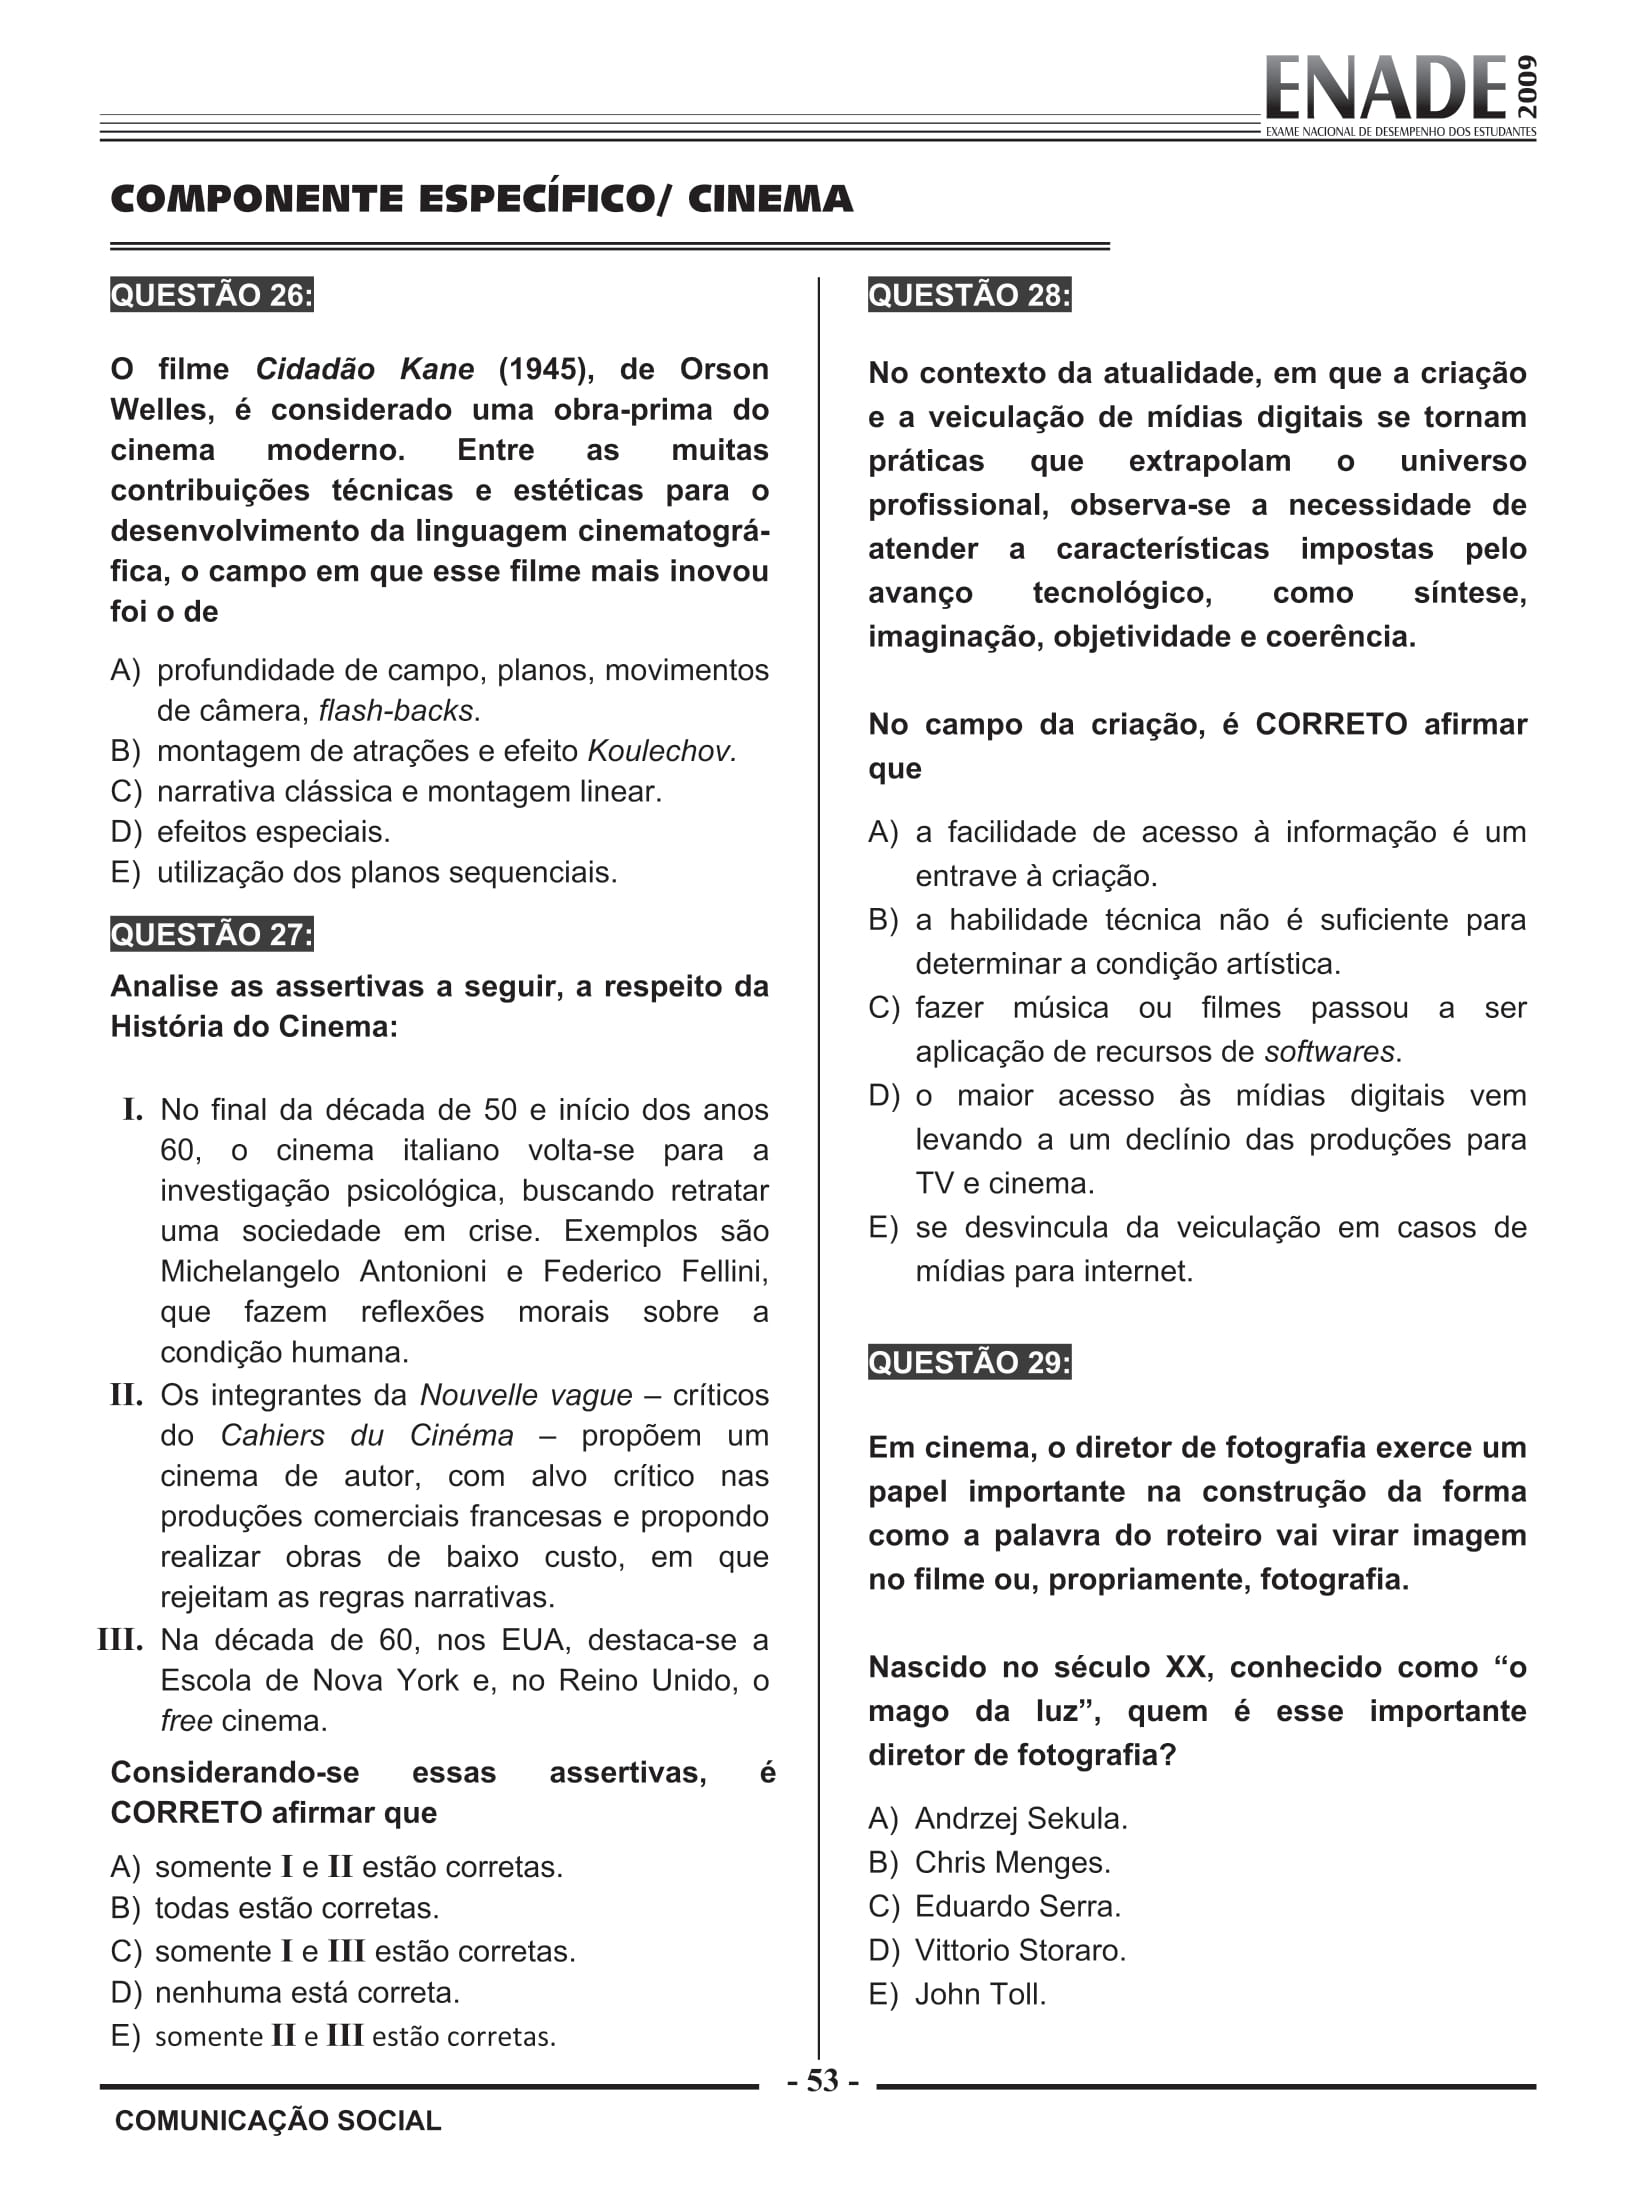 ENADE 2009
EXAME NACIONAL DE DESEMPENHO DOS ESTUDANTES
COMPONENTE ESPECÍFICO/ CINEMA
QUESTÃO 26:
O filme Cidadão Kane (1945), de Orson
Welles, é considerado uma obra-prima do
cinema moderno. Entre as muitas
contribuições técnicas e estéticas para o
desenvolvimento da linguagem cinematográ-
fica, o campo em que esse filme mais inovou
foi o de
A) profundidade de campo, planos, movimentos
de câmera, flash-backs.
B) montagem de atrações e efeito Koulechov.
C) narrativa clássica e montagem linear.
D) efeitos especiais.
E) utilização dos planos sequenciais.
QUESTÃO 27:
Analise as assertivas a seguir, a respeito da
História do Cinema:
I. No final da década de 50 e início dos anos
60, o cinema italiano volta-se para a
investigação psicológica, buscando retratar
uma sociedade em crise. Exemplos são
Michelangelo Antonioni e Federico Fellini,
que fazem reflexões morais sobre a
condição humana.
II. Os integrantes da Nouvelle vague – críticos
do Cahiers du Cinéma – propõem um
cinema de autor, com alvo crítico nas
produções comerciais francesas e propondo
realizar obras de baixo custo, em que
rejeitam as regras narrativas.
III. Na década de 60, nos EUA, destaca-se a
Escola de Nova York e, no Reino Unido, o
free cinema.
Considerando-se essas assertivas, é
CORRETO afirmar que
A) somente I e II estão corretas.
B) todas estão corretas.
C) somente I e III estão corretas.
D) nenhuma está correta.
E) somente II e III estão corretas.
QUESTÃO 28:
No contexto da atualidade, em que a criação
e a veiculação de mídias digitais se tornam
práticas que extrapolam o universo
profissional, observa-se a necessidade de
atender a características impostas pelo
avanço tecnológico, como síntese,
imaginação, objetividade e coerência.
No campo da criação, é CORRETO afirmar
que
A) a facilidade de acesso à informação é um
entrave à criação.
B) a habilidade técnica não é suficiente para
determinar a condição artística.
C) fazer música ou filmes passou a ser
aplicação de recursos de softwares.
D) o maior acesso às mídias digitais vem
levando a um declínio das produções para
TV e cinema.
E) se desvincula da veiculação em casos de
mídias para internet.
QUESTÃO 29:
Em cinema, o diretor de fotografia exerce um
papel importante na construção da forma
como a palavra do roteiro vai virar imagem
no filme ou, propriamente, fotografia.
Nascido no século XX, conhecido como “o
mago da luz”, quem é esse importante
diretor de fotografia?
A) Andrzej Sekula.
B) Chris Menges.
C) Eduardo Serra.
D) Vittorio Storaro.
E) John Toll.
- 53 -
COMUNICAÇÃO SOCIAL